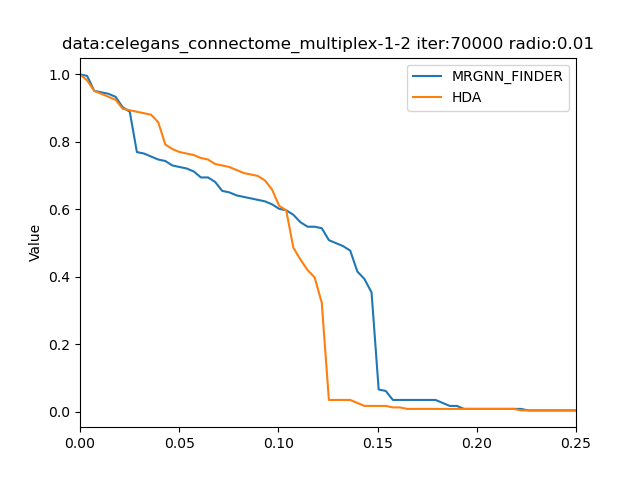 data:celegans_connectome_multiplex-1-2 iter:70000 radio:0.01
MRGNN_FINDER
HDA
Value
1.0
0.8
0.6
0.4
0.2
0.0
0.00 0.05 0.10 0.15 0.20 0.25